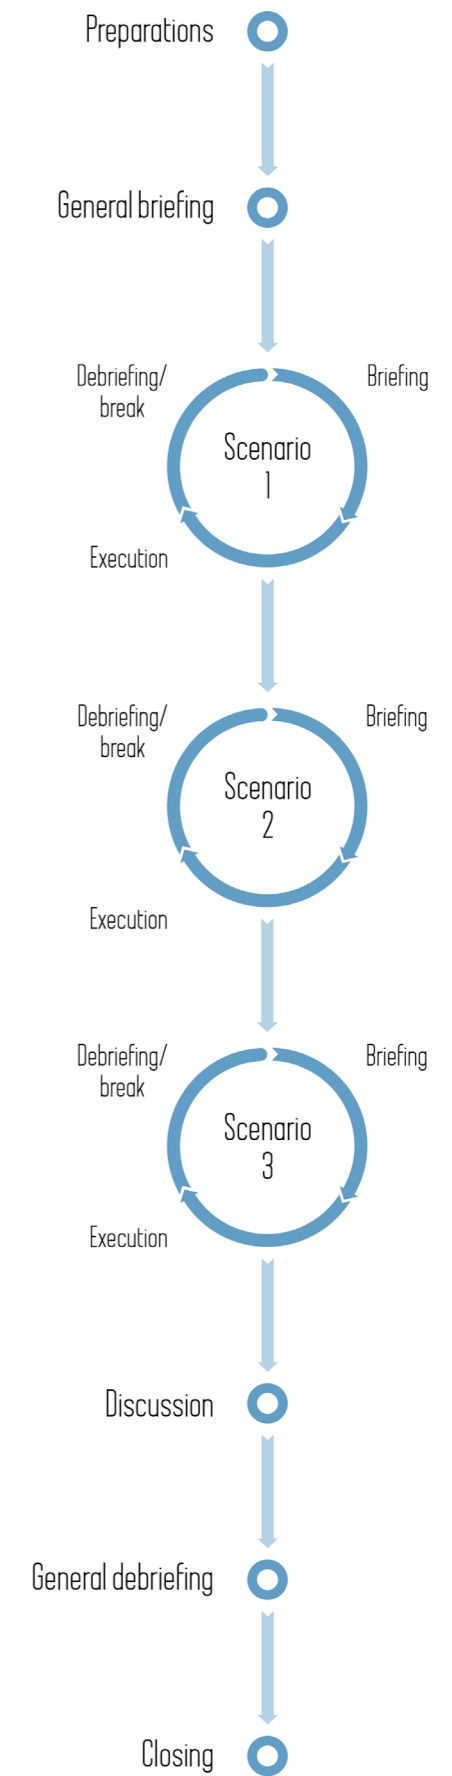 Preparations
General briefing
Debriefing/
break
Briefing
Scenario
1
Execution
Debriefing/
break
Briefing
Scenario
2
Execution
Debriefing/
break
Briefing
Scenario
3
Execution
Discussion
General debriefing
Closing